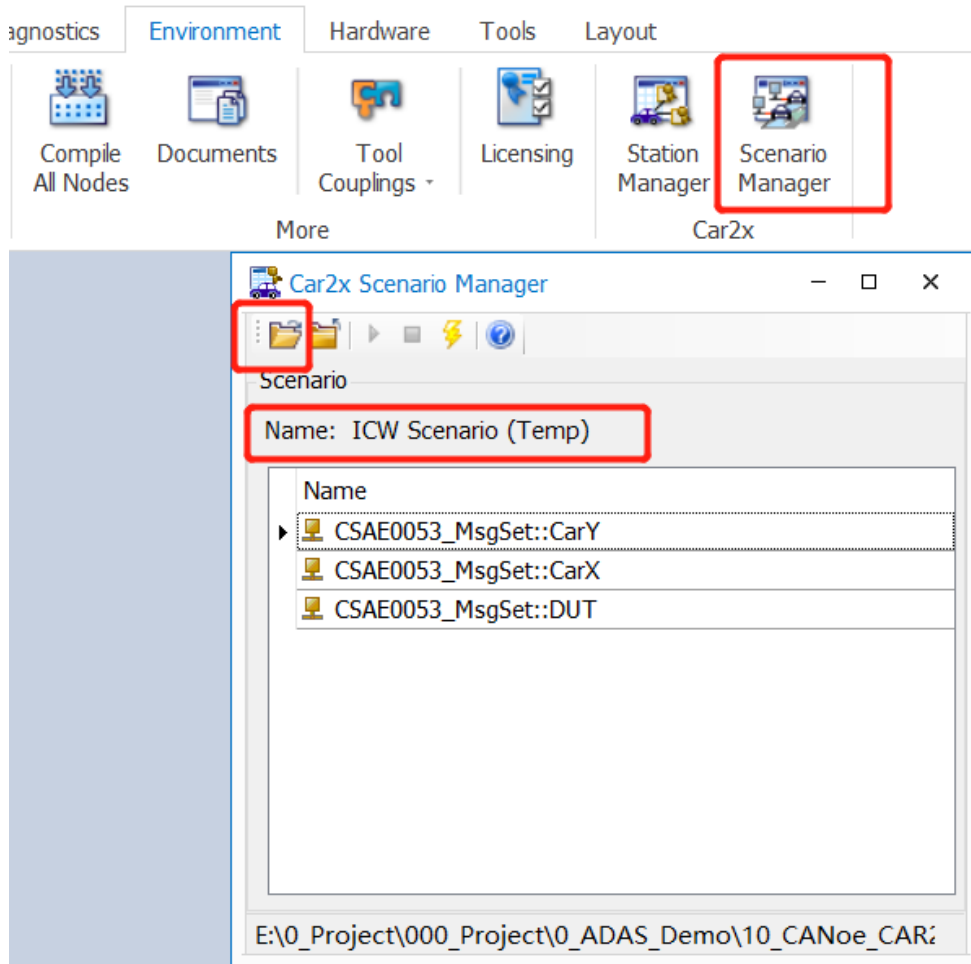 agnostics Environment Hardware Tools Layout
Compile Documents Tool Licensing Station Scenario
All Nodes Couplings Manager Manager
More Car2x
Car2x Scenario Manager
Scenario
Name: ICW Scenario (Temp)
Name
CSAE0053_MsgSet::CarY
CSAE0053_MsgSet::CarX
CSAE0053_MsgSet::DUT
E:\0_Project\000_Project\0_ADAS_Demo\10_CANoe_CAR2